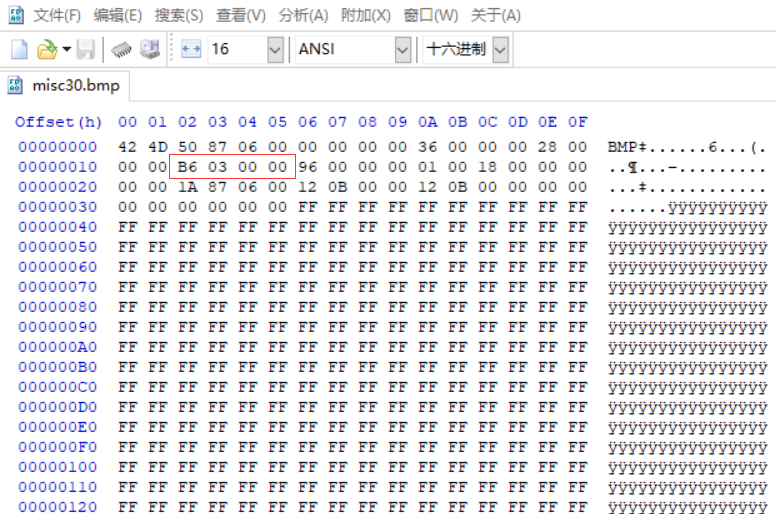 文件(F) 编辑(E) 搜索(S) 查看(V) 分析(A) 附加(X) 窗口(W) 关于(A)
16 ANSI 十六进制
misc30.bmp
Offset(h) 00 01 02 03 04 05 06 07 08 09 0A 0B 0C 0D 0E 0F
00000000 42 4D 50 87 06 00 00 00 00 00 36 00 00 00 28 00 BMP‡......6...(.
00000010 00 00 B6 03 00 00 96 00 00 00 01 00 18 00 00 00 ..¶...–.........
00000020 00 00 1A 87 06 00 12 0B 00 00 12 0B 00 00 00 00 ...‡............
00000030 00 00 00 00 00 00 FF FF FF FF FF FF FF FF FF FF ......ÿÿÿÿÿÿÿÿÿÿ
00000040 FF FF FF FF FF FF FF FF FF FF FF FF FF FF FF FF ÿÿÿÿÿÿÿÿÿÿÿÿÿÿÿÿ
00000050 FF FF FF FF FF FF FF FF FF FF FF FF FF FF FF FF ÿÿÿÿÿÿÿÿÿÿÿÿÿÿÿÿ
00000060 FF FF FF FF FF FF FF FF FF FF FF FF FF FF FF FF ÿÿÿÿÿÿÿÿÿÿÿÿÿÿÿÿ
00000070 FF FF FF FF FF FF FF FF FF FF FF FF FF FF FF FF ÿÿÿÿÿÿÿÿÿÿÿÿÿÿÿÿ
00000080 FF FF FF FF FF FF FF FF FF FF FF FF FF FF FF FF ÿÿÿÿÿÿÿÿÿÿÿÿÿÿÿÿ
00000090 FF FF FF FF FF FF FF FF FF FF FF FF FF FF FF FF ÿÿÿÿÿÿÿÿÿÿÿÿÿÿÿÿ
000000A0 FF FF FF FF FF FF FF FF FF FF FF FF FF FF FF FF ÿÿÿÿÿÿÿÿÿÿÿÿÿÿÿÿ
000000B0 FF FF FF FF FF FF FF FF FF FF FF FF FF FF FF FF ÿÿÿÿÿÿÿÿÿÿÿÿÿÿÿÿ
000000C0 FF FF FF FF FF FF FF FF FF FF FF FF FF FF FF FF ÿÿÿÿÿÿÿÿÿÿÿÿÿÿÿÿ
000000D0 FF FF FF FF FF FF FF FF FF FF FF FF FF FF FF FF ÿÿÿÿÿÿÿÿÿÿÿÿÿÿÿÿ
000000E0 FF FF FF FF FF FF FF FF FF FF FF FF FF FF FF FF ÿÿÿÿÿÿÿÿÿÿÿÿÿÿÿÿ
000000F0 FF FF FF FF FF FF FF FF FF FF FF FF FF FF FF FF ÿÿÿÿÿÿÿÿÿÿÿÿÿÿÿÿ
00000100 FF FF FF FF FF FF FF FF FF FF FF FF FF FF FF FF ÿÿÿÿÿÿÿÿÿÿÿÿÿÿÿÿ
00000110 FF FF FF FF FF FF FF FF FF FF FF FF FF FF FF FF ÿÿÿÿÿÿÿÿÿÿÿÿÿÿÿÿ
00000120 FF FF FF FF FF FF FF FF FF FF FF FF FF FF FF FF ÿÿÿÿÿÿÿÿÿÿÿÿÿÿÿÿ